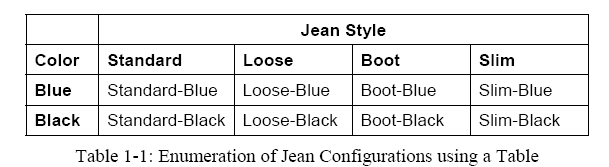 Jean Style
Color Standard Loose Boot Slim
Blue Standard-Blue Loose-Blue Boot-Blue Slim-Blue
Black Standard-Black Loose-Black Boot-Black Slim-Black
Table 1-1: Enumeration of Jean Configurations using a Table